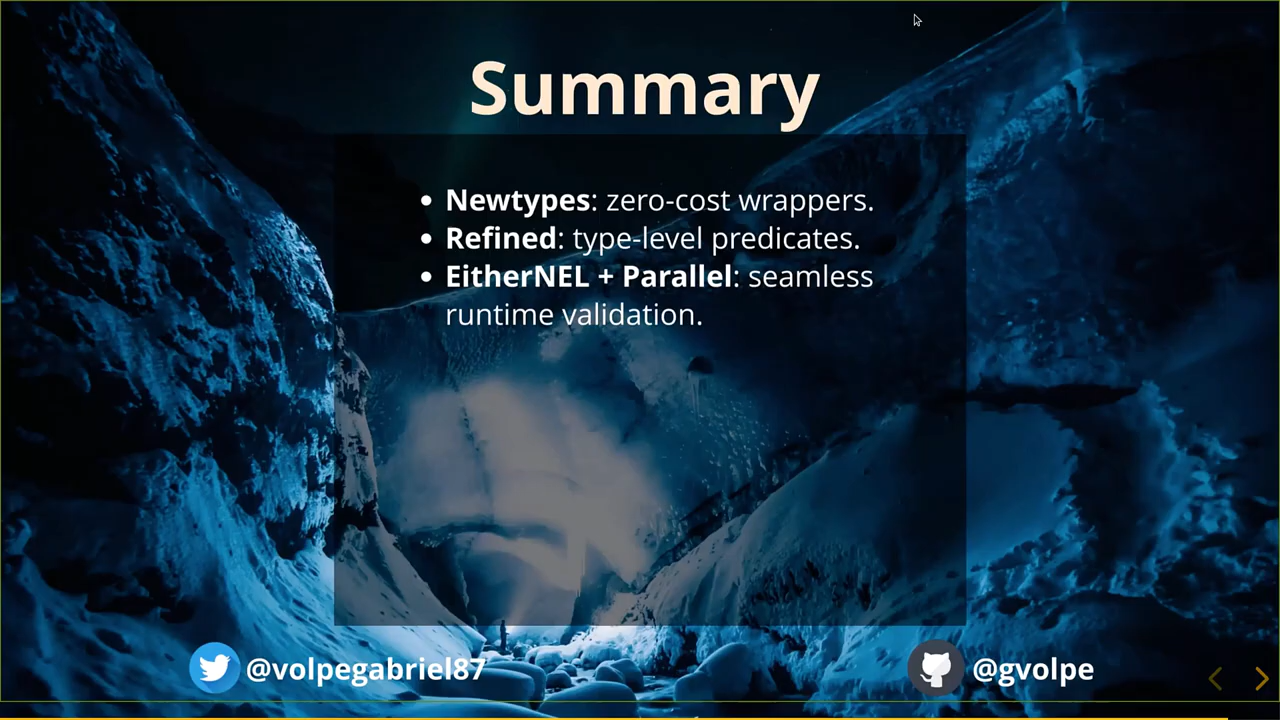 Summary
• Newtypes: zero-cost wrappers.
• Refined: type-level predicates.
• EitherNEL + Parallel: seamless
runtime validation.
@volpegabriel87
@gvolpe